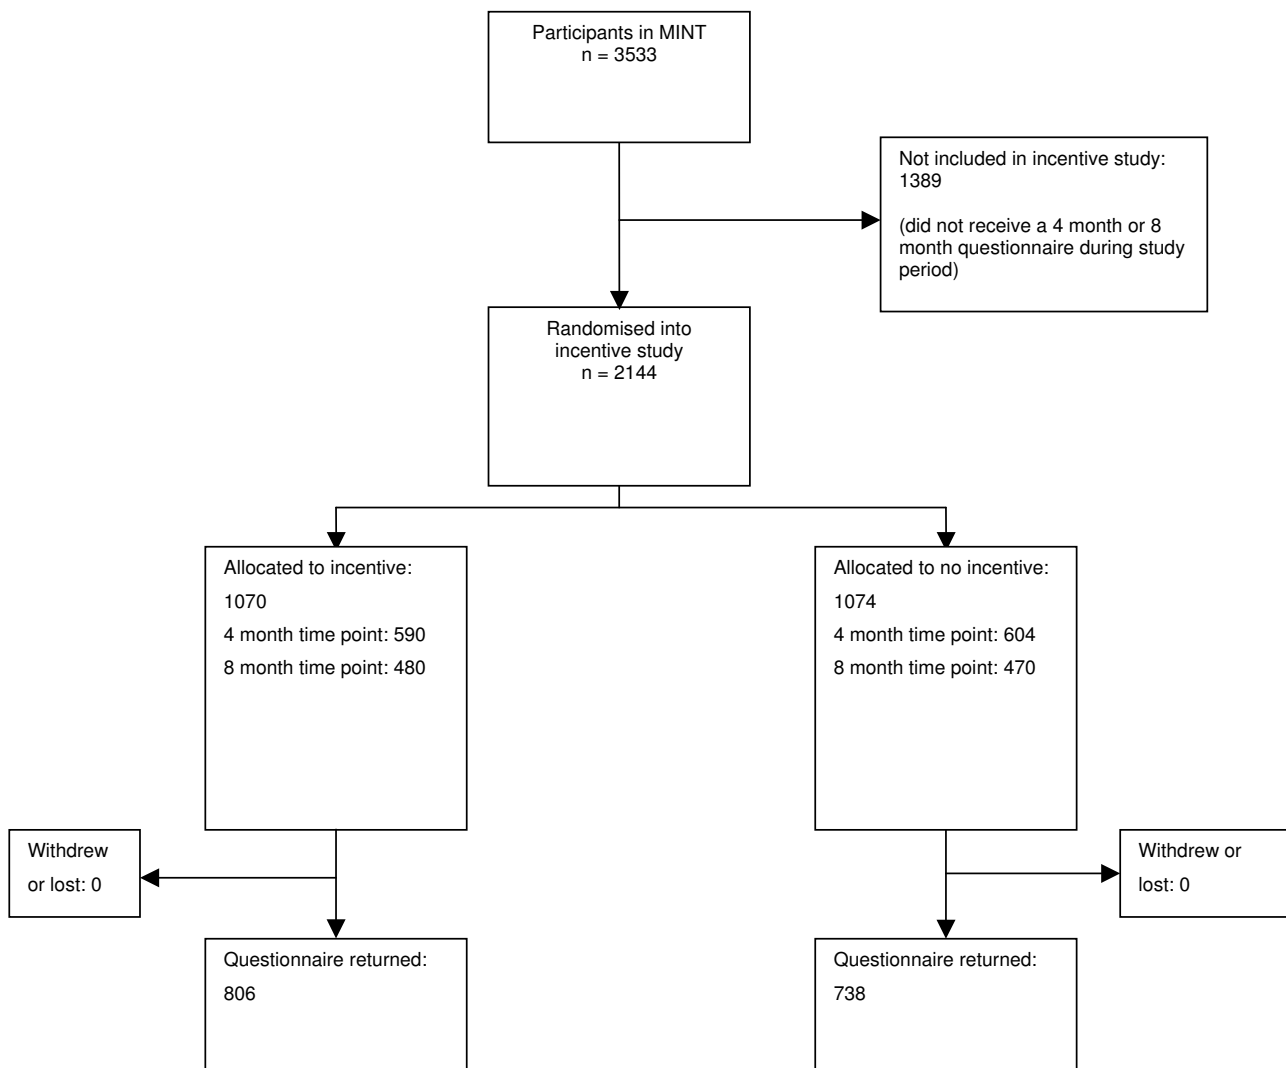 Participants in MINT
n = 3533
Not included in incentive study:
1389
(did not receive a 4 month or 8
month questionnaire during study
period)
Randomised into
incentive study
n = 2144
Allocated to incentive:
1070
4 month time point: 590
8 month time point: 480
Allocated to no incentive:
1074
4 month time point: 604
8 month time point: 470
Withdrew
or lost: 0
Withdrew or
lost: 0
Questionnaire returned:
806
Questionnaire returned:
738